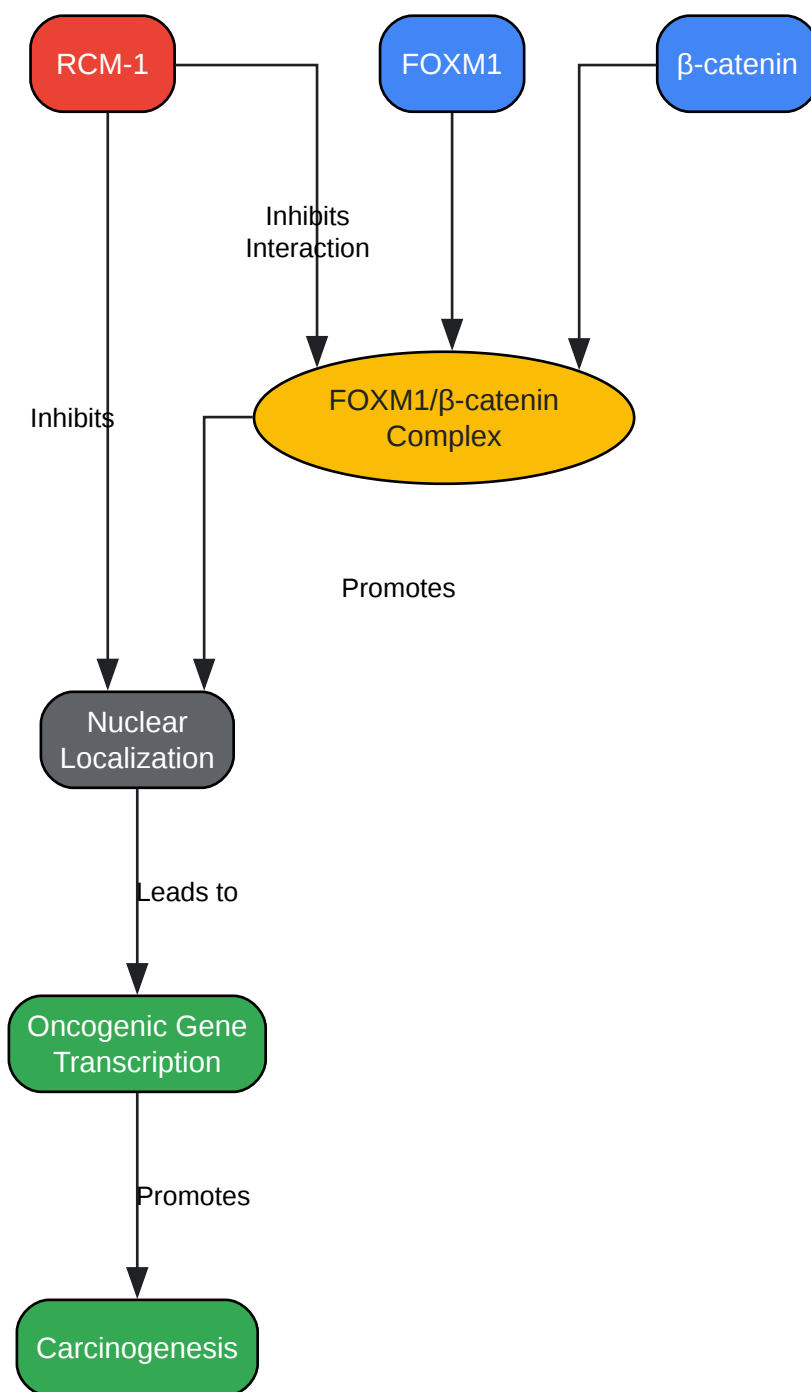 RCM-1
FOXM1
β-catenin
Inhibits
Interaction
FOXM1/β-catenin
Complex
Inhibits
Promotes
Nuclear
Localization
Leads to
Oncogenic Gene
Transcription
Promotes
Carcinogenesis